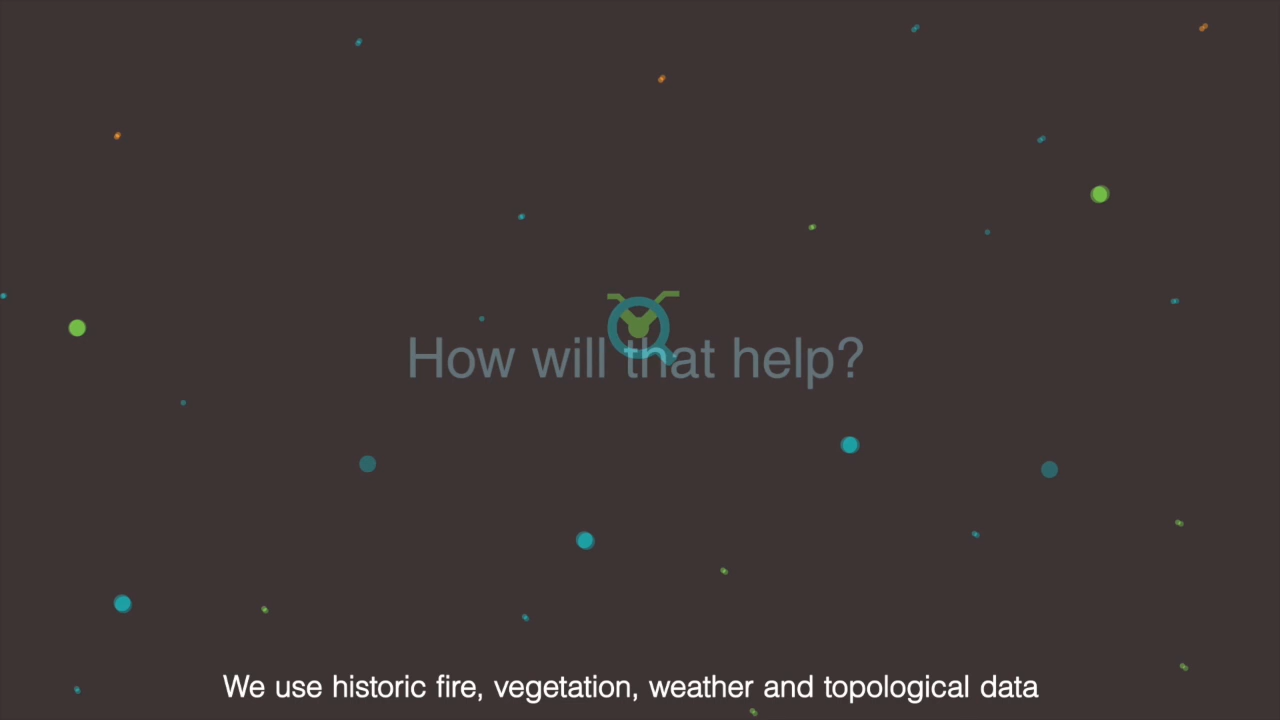 How will that help?
We use historic fire, vegetation, weather and topological data